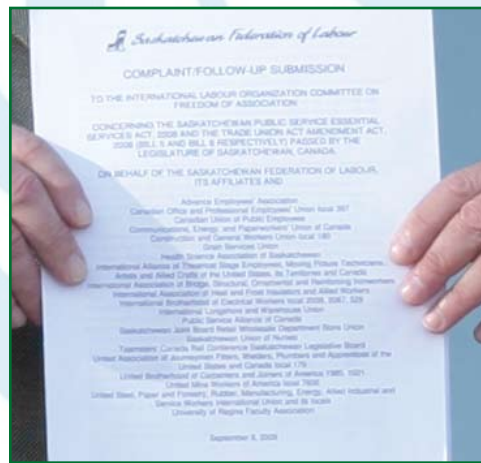 Saskatchewan Federation of Labour
COMPLAINT/FOLLOW-UP SUBMISSION
TO THE INTERNATIONAL LABOUR ORGANIZATION COMMITTEE ON
FREEDOM OF ASSOCIATION
CONCERNING THE SASKATCHEWAN PUBLIC SERVICE ESSENTIAL
SERVICES ACT, 2008 AND THE TRADE UNION ACT AMENDMENT ACT,
2008 (BILL 5 AND BILL 6 RESPECTIVELY) PASSED BY THE
LEGISLATURE OF SASKATCHEWAN, CANADA.
ON BEHALF OF THE SASKATCHEWAN FEDERATION OF LABOUR,
ITS AFFILIATES AND
Advance Employees' Association
Canadian Office and Professional Employees' Union local 397
Canadian Union of Public Employees
Communications, Energy, and Paperworkers' Union of Canada
Construction and General Workers Union local 180
Grain Services Union
Health Science Association of Saskatchewan
International Alliance of Theatrical Stage Employees, Moving Picture Technicians,
Artists and Allied Crafts of the United States, its Territories and Canada
International Association of Bridge, Structural, Ornamental and Reinforcing Ironworkers
International Association of Heat and Frost Insulators and Allied Workers
International Brotherhood of Electrical Workers local 2038, 2067, 529
International Longshore and Warehouse Union
Public Service Alliance of Canada
Saskatchewan Joint Board Retail Wholesale Department Store Union
Saskatchewan Union of Nurses
Teamsters Canada Rail Conference Saskatchewan Legislative Board
United Association of Journeymen Fitters, Welders, Plumbers and Apprentices of the
United States and Canada local 179
United Brotherhood of Carpenters and Joiners of America 1985, 1021
United Mine Workers of America local 7606
United Steel, Paper and Forestry, Rubber, Manufacturing, Energy, Allied Industrial and
Service Workers International Union and its locals
University of Regina Faculty Association
September 8, 2009